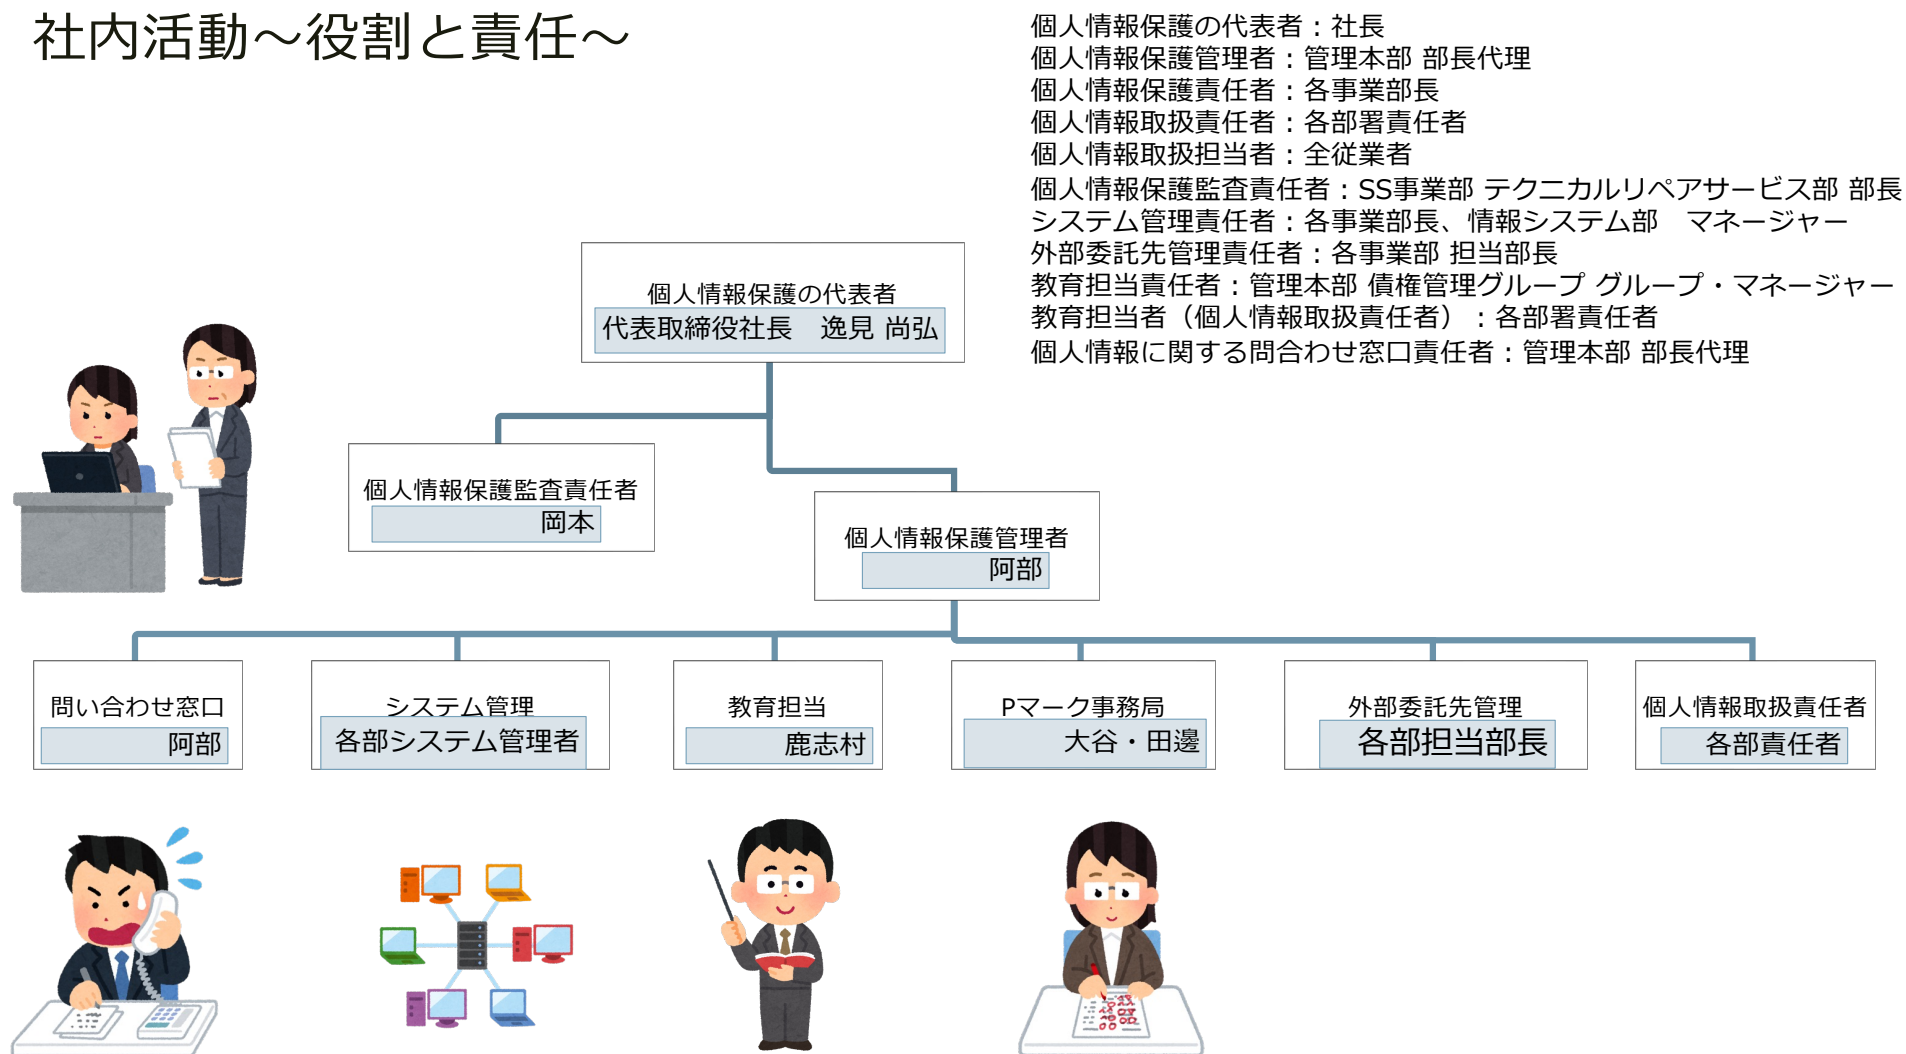 社内活動～役割と責任～
個人情報保護の代表者：社長
個人情報保護管理者：管理本部 部長代理
個人情報保護責任者：各事業部長
個人情報取扱責任者：各部署責任者
個人情報取扱担当者：全従業者
個人情報保護監査責任者：SS事業部 テクニカルリペアサービス部 部長
システム管理責任者：各事業部長、情報システム部　マネージャー
外部委託先管理責任者：各事業部 担当部長
教育担当責任者：管理本部 債権管理グループ グループ・マネージャー
教育担当者（個人情報取扱責任者）：各部署責任者
個人情報に関する問合わせ窓口責任者：管理本部 部長代理
個人情報保護の代表者
代表取締役社長　逸見 尚弘
個人情報保護監査責任者
岡本
個人情報保護管理者
阿部
問い合わせ窓口
阿部
システム管理
各部システム管理者
教育担当
鹿志村
Pマーク事務局
大谷・田邊
外部委託先管理
各部担当部長
個人情報取扱責任者
各部責任者